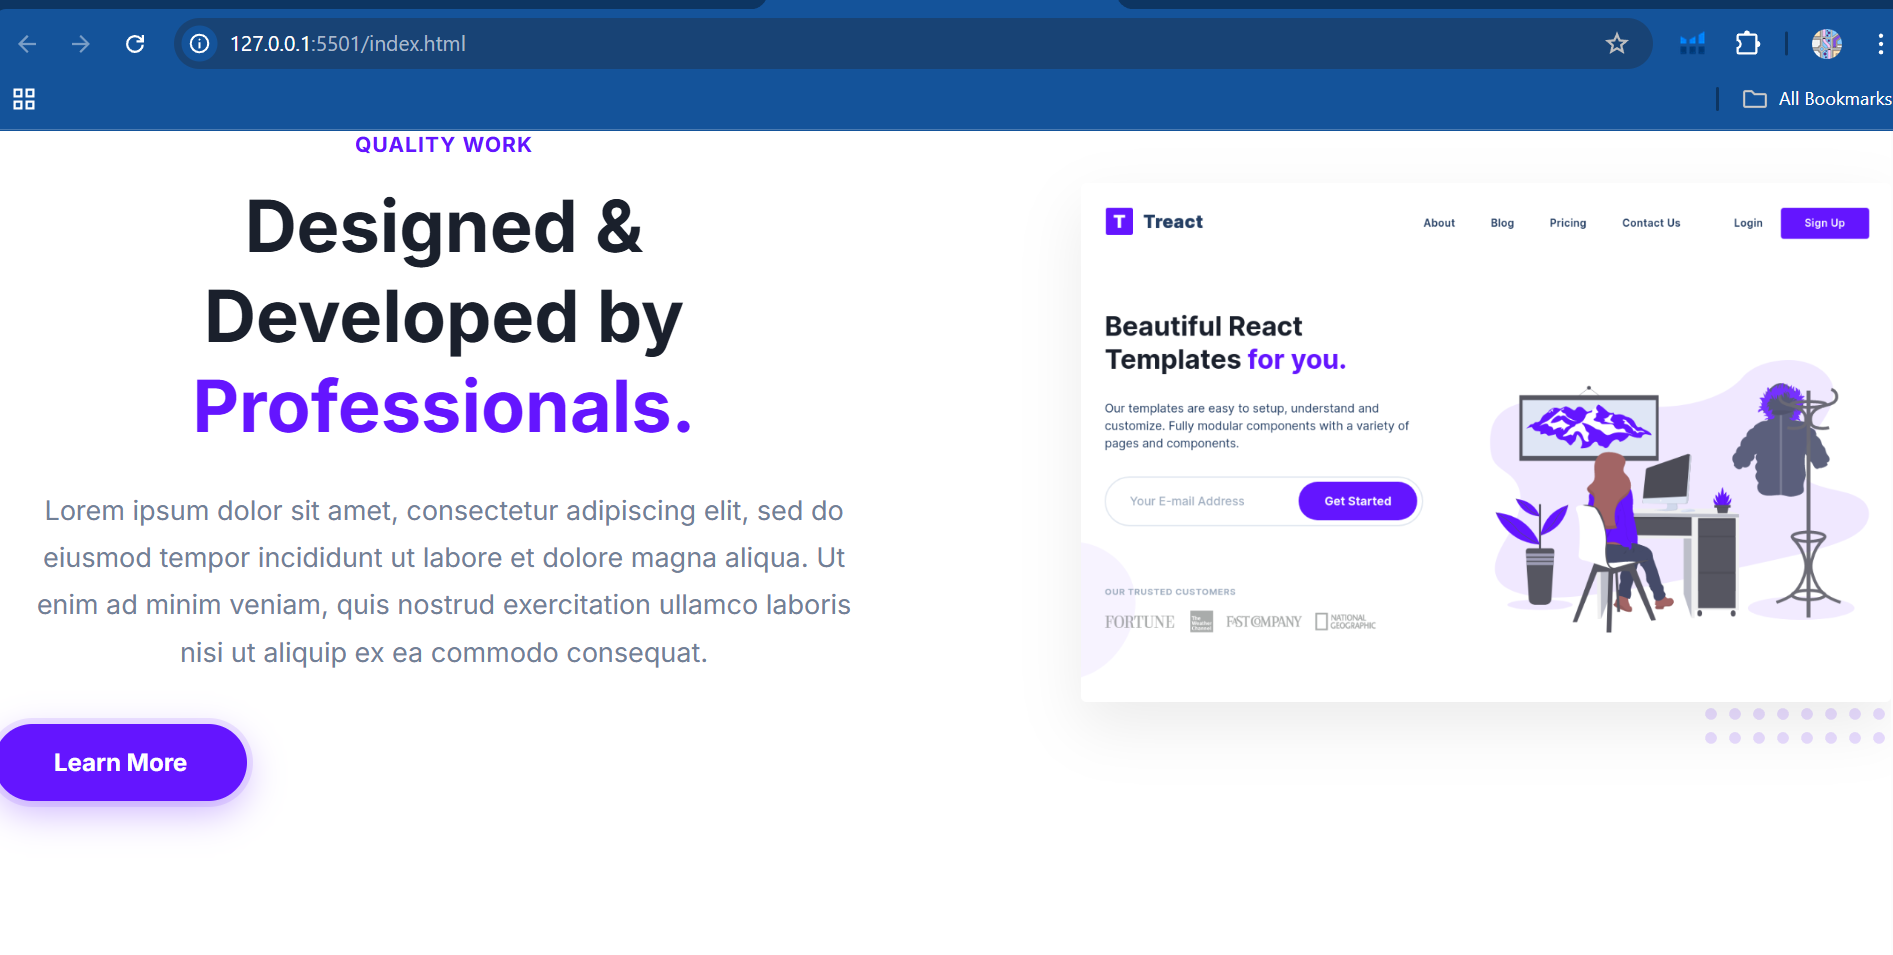 127.0.0.1:5501/index.html
All Bookmarks
QUALITY WORK
Designed &
Developed by
Professionals.
Lorem ipsum dolor sit amet, consectetur adipiscing elit, sed do
eiusmod tempor incididunt ut labore et dolore magna aliqua. Ut
enim ad minim veniam, quis nostrud exercitation ullamco laboris
nisi ut aliquip ex ea commodo consequat.
Learn More
T Treact
About Blog Pricing Contact Us Login Sign Up
Beautiful React
Templates for you.
Our templates are easy to setup, understand and
customize. Fully modular components with a variety of
pages and components.
Your E-mail Address Get Started
OUR TRUSTED CUSTOMERS
FORTUNE
The
Weather
Channel
FAST COMPANY
NATIONAL
GEOGRAPHIC